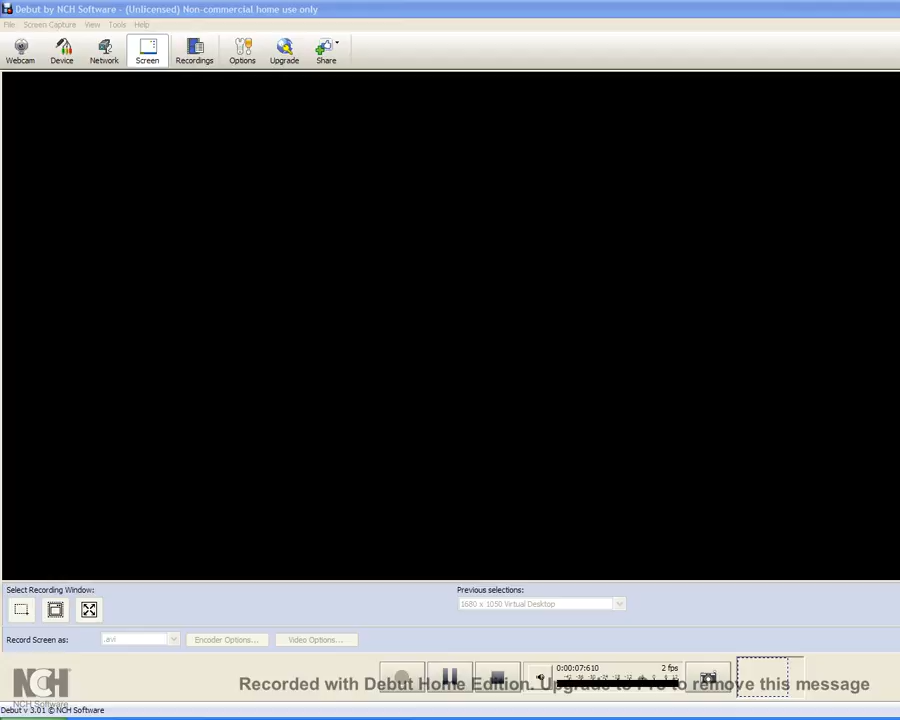 Debut by NCH Software - (Unlicensed) Non-commercial home use only
File Screen Capture View Tools Help
Webcam Device Network Screen Recordings Options Upgrade Share
Select Recording Window:
Previous selections:
1680 x 1050 Virtual Desktop
Record Screen as: .avi Encoder Options... Video Options...
0:00:07:610 2 fps
Recorded with Debut Home Edition. Upgrade to Pro to remove this message
NCH
NCH Software
Debut v 3.01 © NCH Software